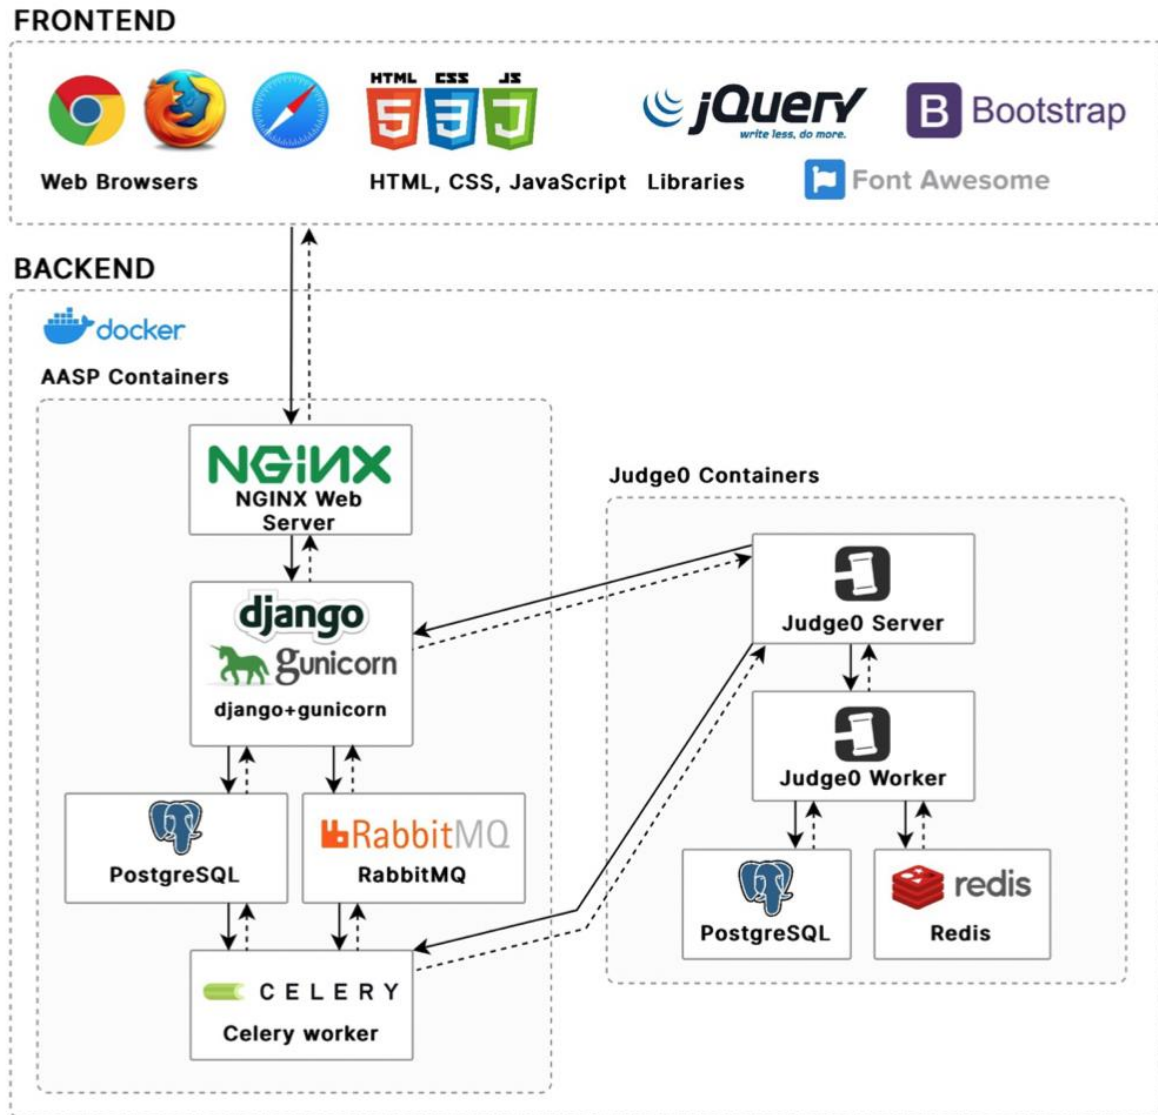 FRONTEND
HTML CSS JS
5 3 J
jQuery
write less, do more.
B Bootstrap
Web Browsers
HTML, CSS, JavaScript
Libraries
Font Awesome
BACKEND
docker
AASP Containers
NGINX
NGINX Web
Server
django
gunicorn
django+gunicorn
PostgreSQL
RabbitMQ
RabbitMQ
CELERY
Celery worker
Judge0 Containers
Judge0 Server
Judge0 Worker
PostgreSQL
redis
Redis